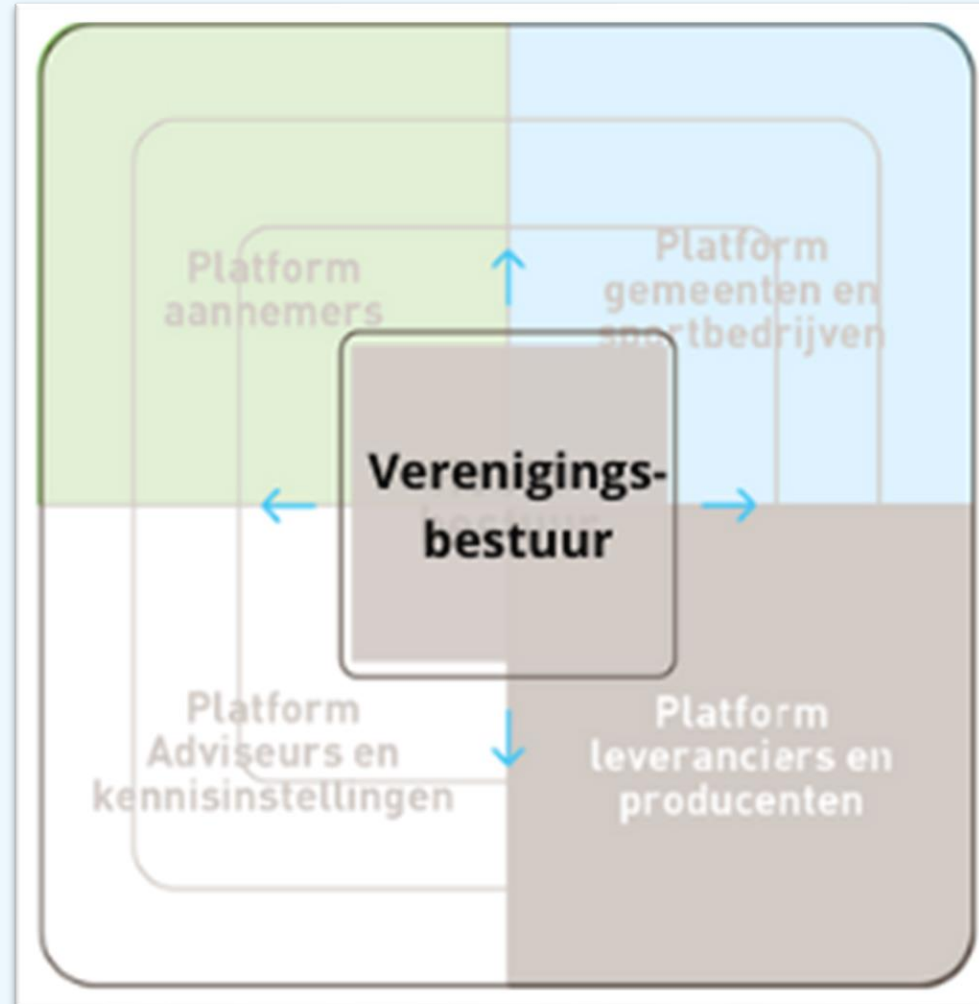 Platform
aannemers
Platform
gemeenten en
sportbedrijven
Verenigings-
bestuur
Platform
Adviseurs en
kennisinstellingen
Platform
leveranciers en
producenten